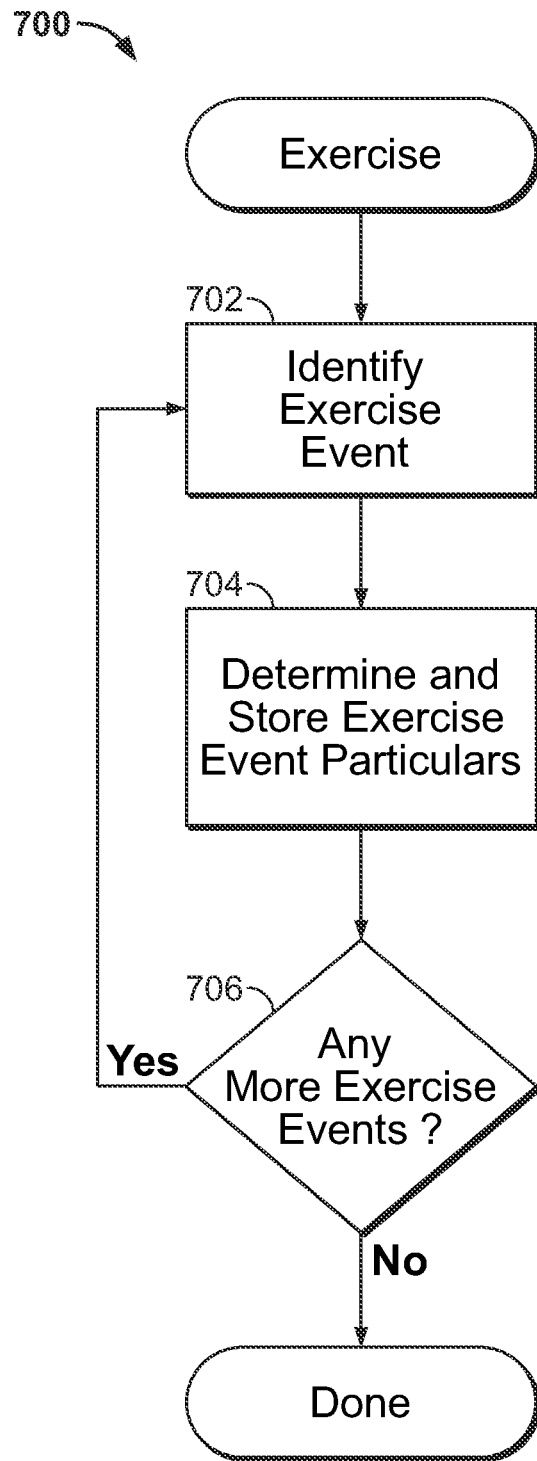 700
Exercise
702
Identify
Exercise
Event
704
Determine and
Store Exercise
Event Particulars
706
Any
More Exercise
Events ?
Yes
No
Done